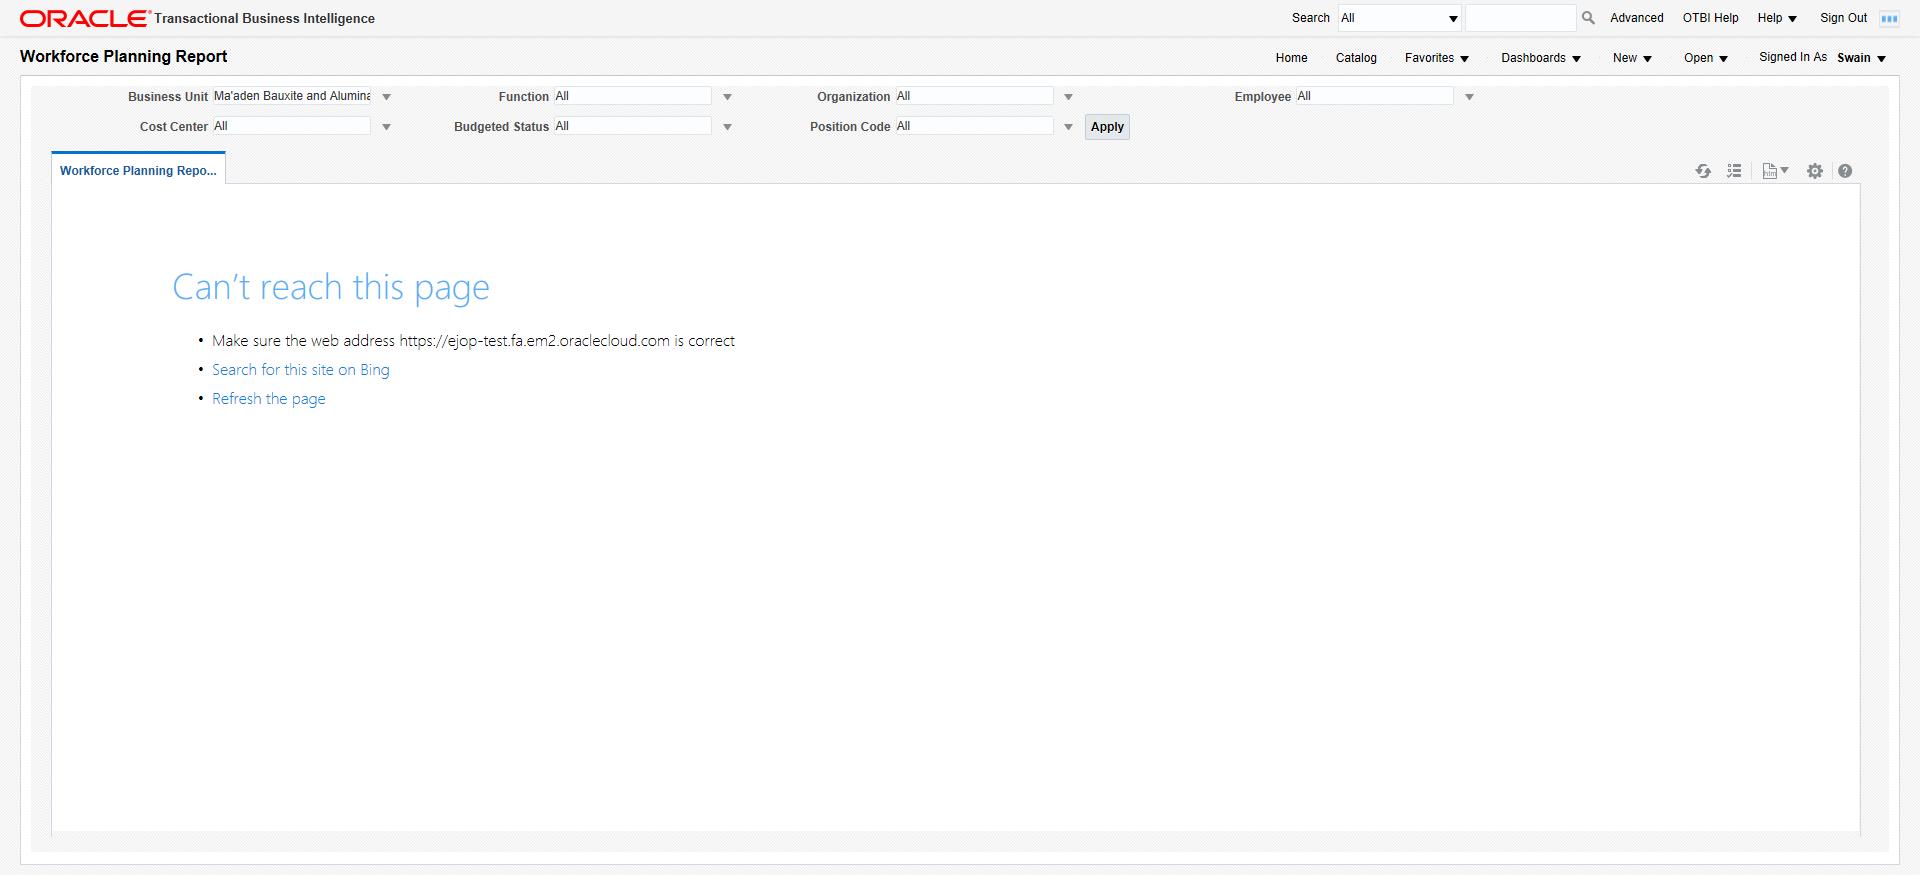 ORACLE® Transactional Business Intelligence Search All Advanced OTBI Help Help Sign Out
Workforce Planning Report Home Catalog Favorites Dashboards New Open Signed In As Swain
Business Unit Ma'aden Bauxite and Alumina Function All Organization All Employee All
Cost Center All Budgeted Status All Position Code All Apply
Workforce Planning Repo...
Can't reach this page
• Make sure the web address https://ejop-test.fa.em2.oraclecloud.com is correct
• Search for this site on Bing
• Refresh the page